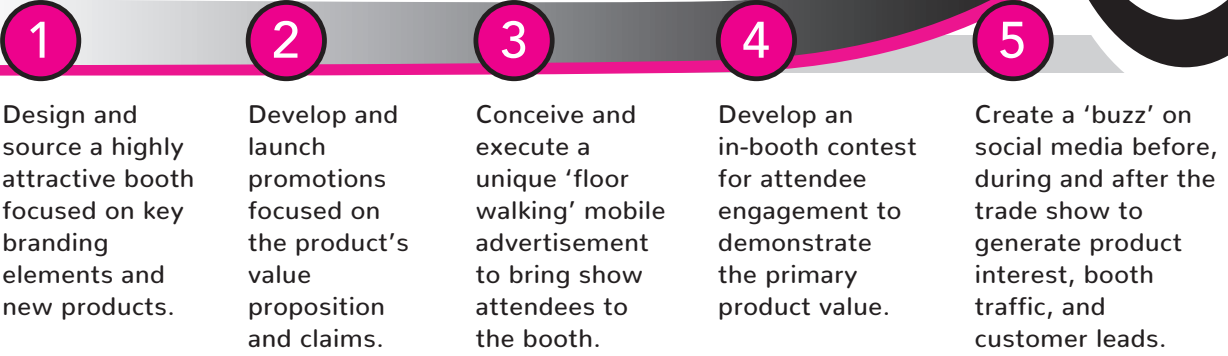 1
Design and
source a highly
attractive booth
focused on key
branding
elements and
new products.
2
Develop and
launch
promotions
focused on
the product’s
value
proposition
and claims.
3
Conceive and
execute a
unique ‘floor
walking’ mobile
advertisement
to bring show
attendees to
the booth.
4
Develop an
in-booth contest
for attendee
engagement to
demonstrate
the primary
product value.
5
Create a ‘buzz’ on
social media before,
during and after the
trade show to
generate product
interest, booth
traffic, and
customer leads.